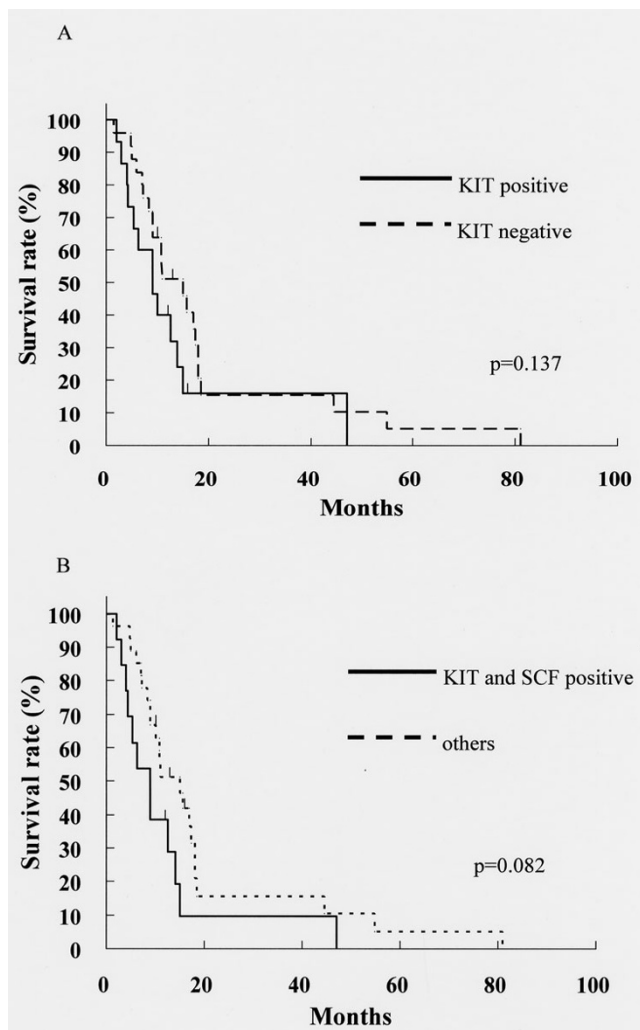 A
Survival rate (%)
100
90
80
70
60
50
40
30
20
10
0
KIT positive
KIT negative
p=0.137
0 20 40 60 80 100
Months
B
Survival rate (%)
100
90
80
70
60
50
40
30
20
10
0
KIT and SCF positive
others
p=0.082
0 20 40 60 80 100
Months